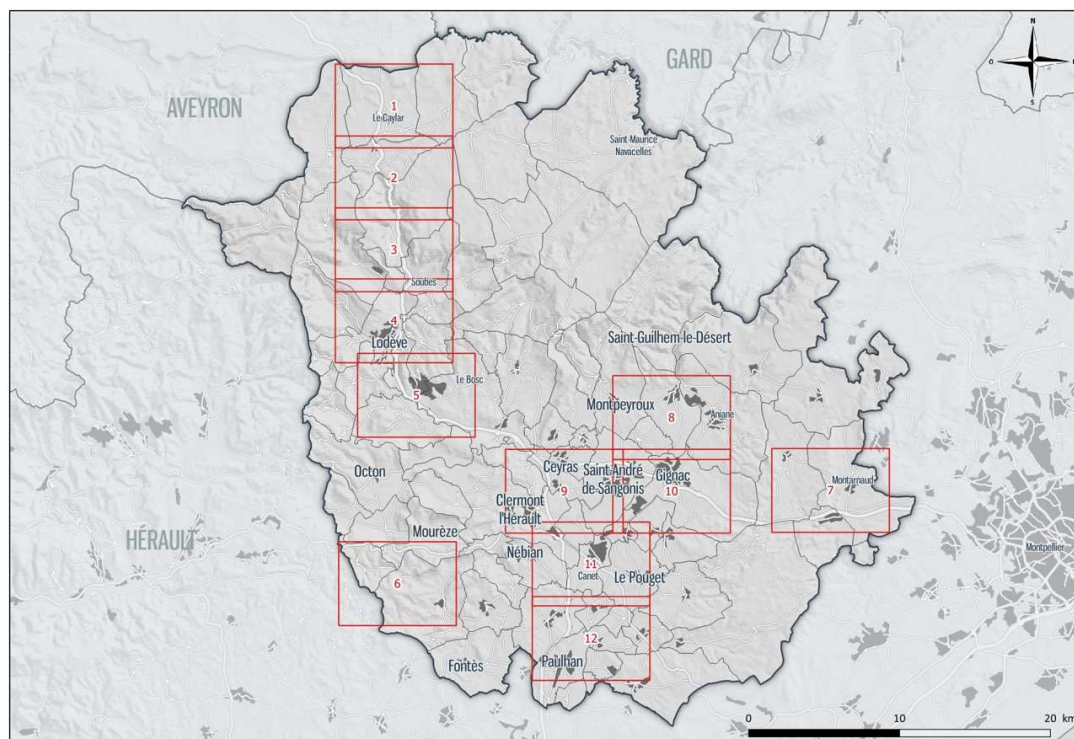 N
O
S
GARD
AVEYRON
1
Le Caylar
Saint-Maurice
Navacelles
2
3
Soubès
4
Lodève
Saint-Guilhem-le-Désert
Le Bosc
5
Montpeyroux
8
Aniane
Octon
Ceyras
Saint-André
de-Sangonis
Gignac
9
10
Montarnaud
7
Clermont
l'Hérault
Mourèze
HÉRAULT
Nébian
Montpellier
11
Canet
Le Pouget
6
12
Fontès
Paulhan
0
10
20 km